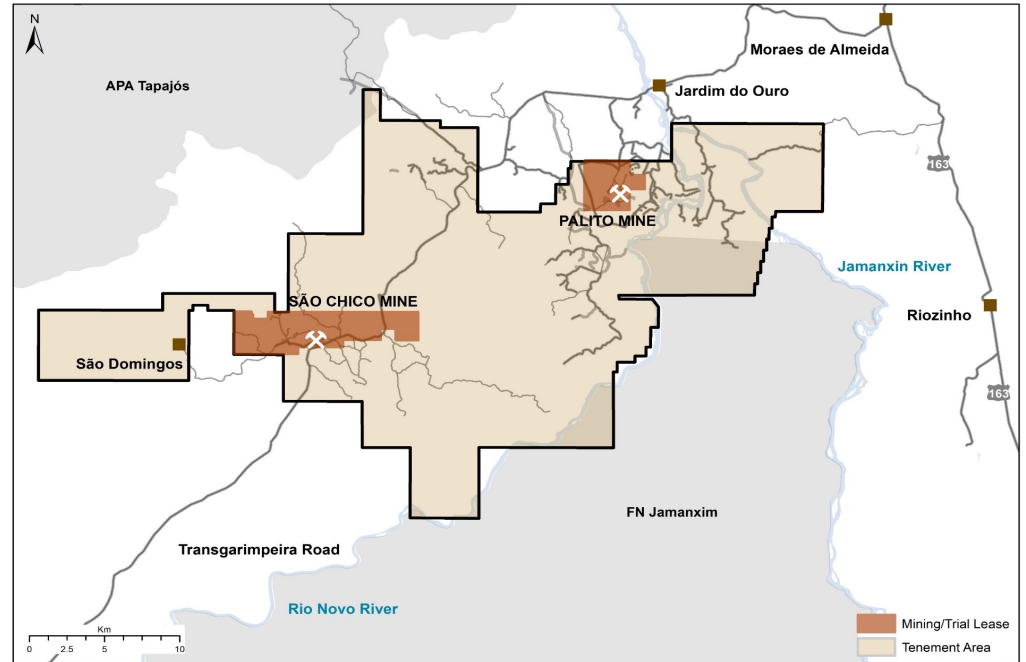 N
Moraes de Almeida
APA Tapajós
Jardim do Ouro
163
PALITO MINE
Jamanxin River
SÃO CHICO MINE
Riozinho
São Domingos
163
FN Jamanxim
Transgarimpeira Road
Rio Novo River
Mining/Trial Lease
Km
0 2.5 5 10
Tenement Area